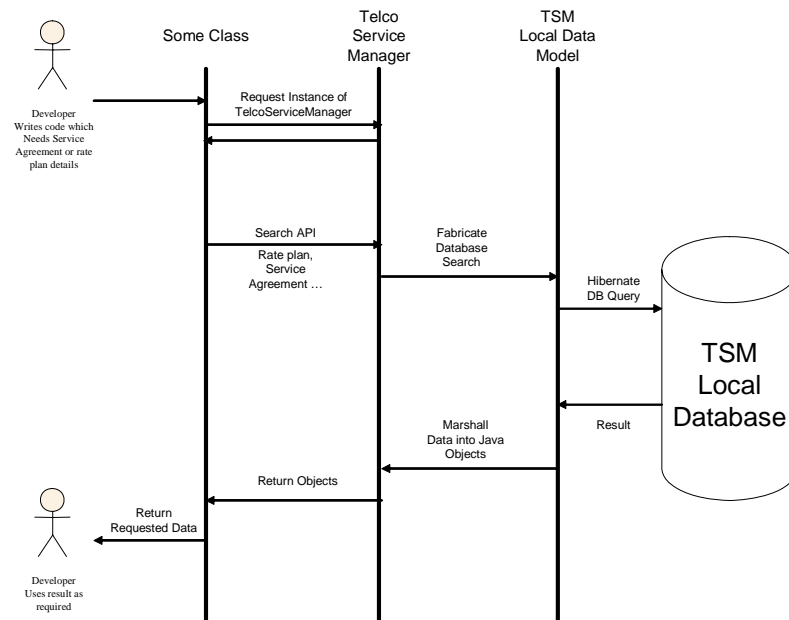 Some Class
Telco
Service
Manager
TSM
Local Data
Model
Developer
Writes code which
Needs Service
Agreement or rate
plan details
Request Instance of
TelcoServiceManager
Search API
Rate plan,
Service
Agreement …
Fabricate
Database
Search
Hibernate
DB Query
TSM
Local
Database
Result
Marshall
Data into Java
Objects
Return Objects
Return
Requested Data
Developer
Uses result as
required